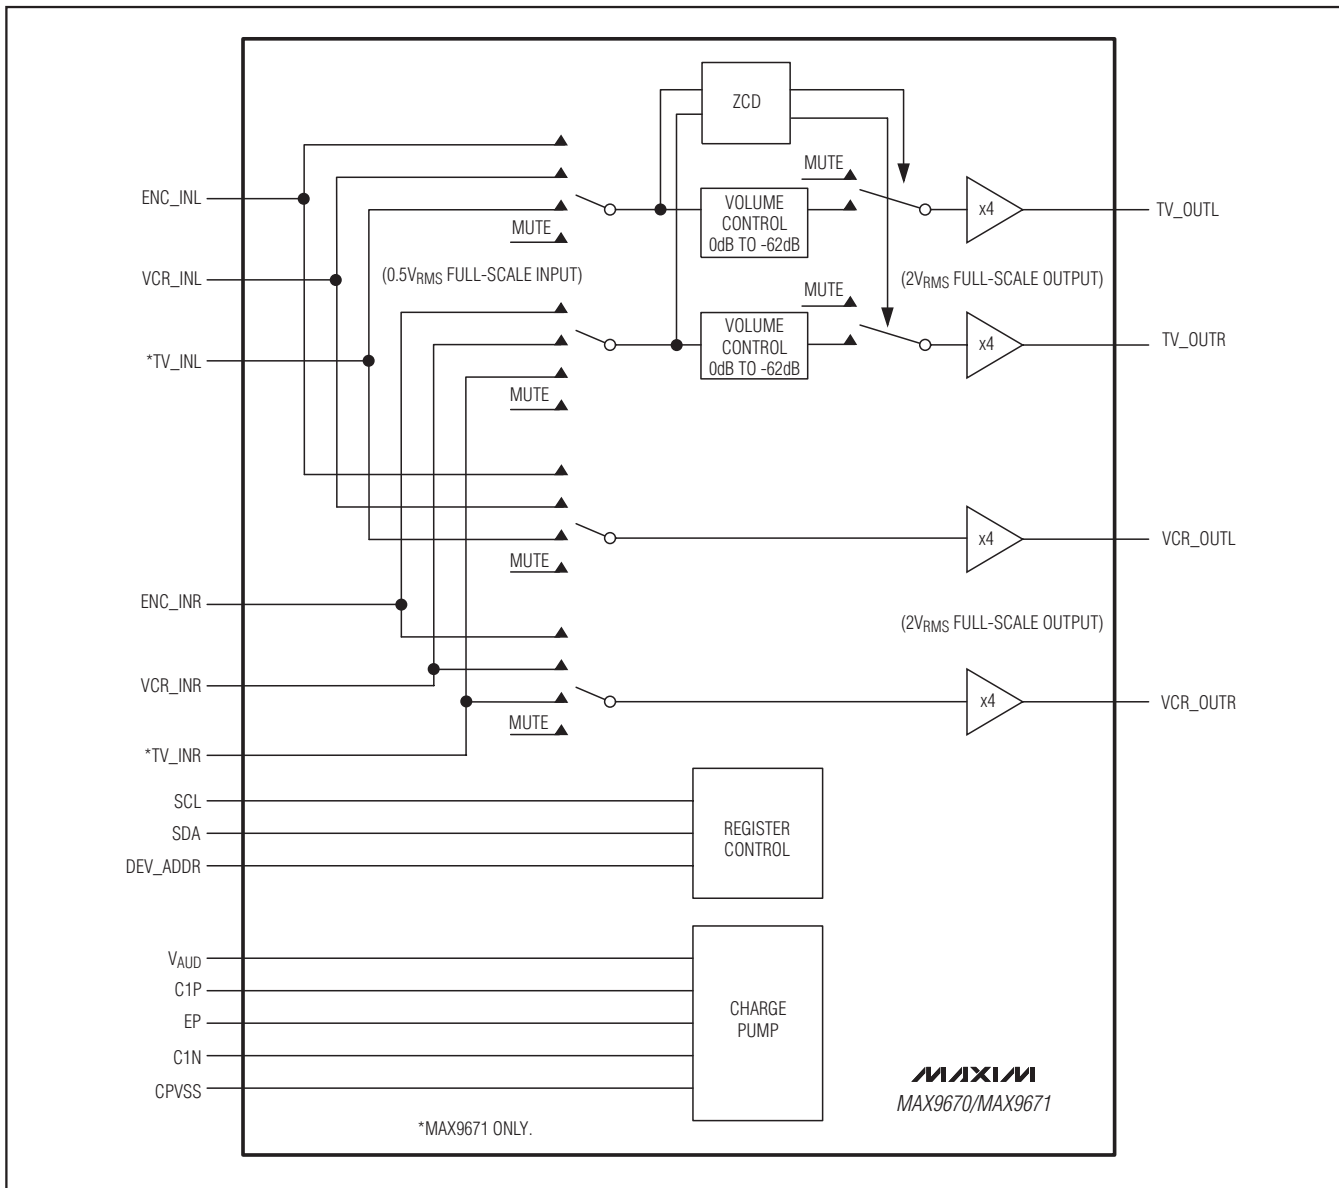 ZCD
ENC_INL
MUTE
VOLUME
CONTROL
0dB TO -62dB
x4
TV_OUTL
MUTE
VCR_INL
(0.5VRMS FULL-SCALE INPUT)
(2VRMS FULL-SCALE OUTPUT)
MUTE
*TV_INL
VOLUME
CONTROL
0dB TO -62dB
x4
TV_OUTR
MUTE
x4
VCR_OUTL
MUTE
ENC_INR
(2VRMS FULL-SCALE OUTPUT)
VCR_INR
x4
VCR_OUTR
MUTE
*TV_INR
SCL
SDA
DEV_ADDR
REGISTER
CONTROL
VAUD
C1P
EP
C1N
CPVSS
CHARGE
PUMP
MAXIM
MAX9670/MAX9671
*MAX9671 ONLY.